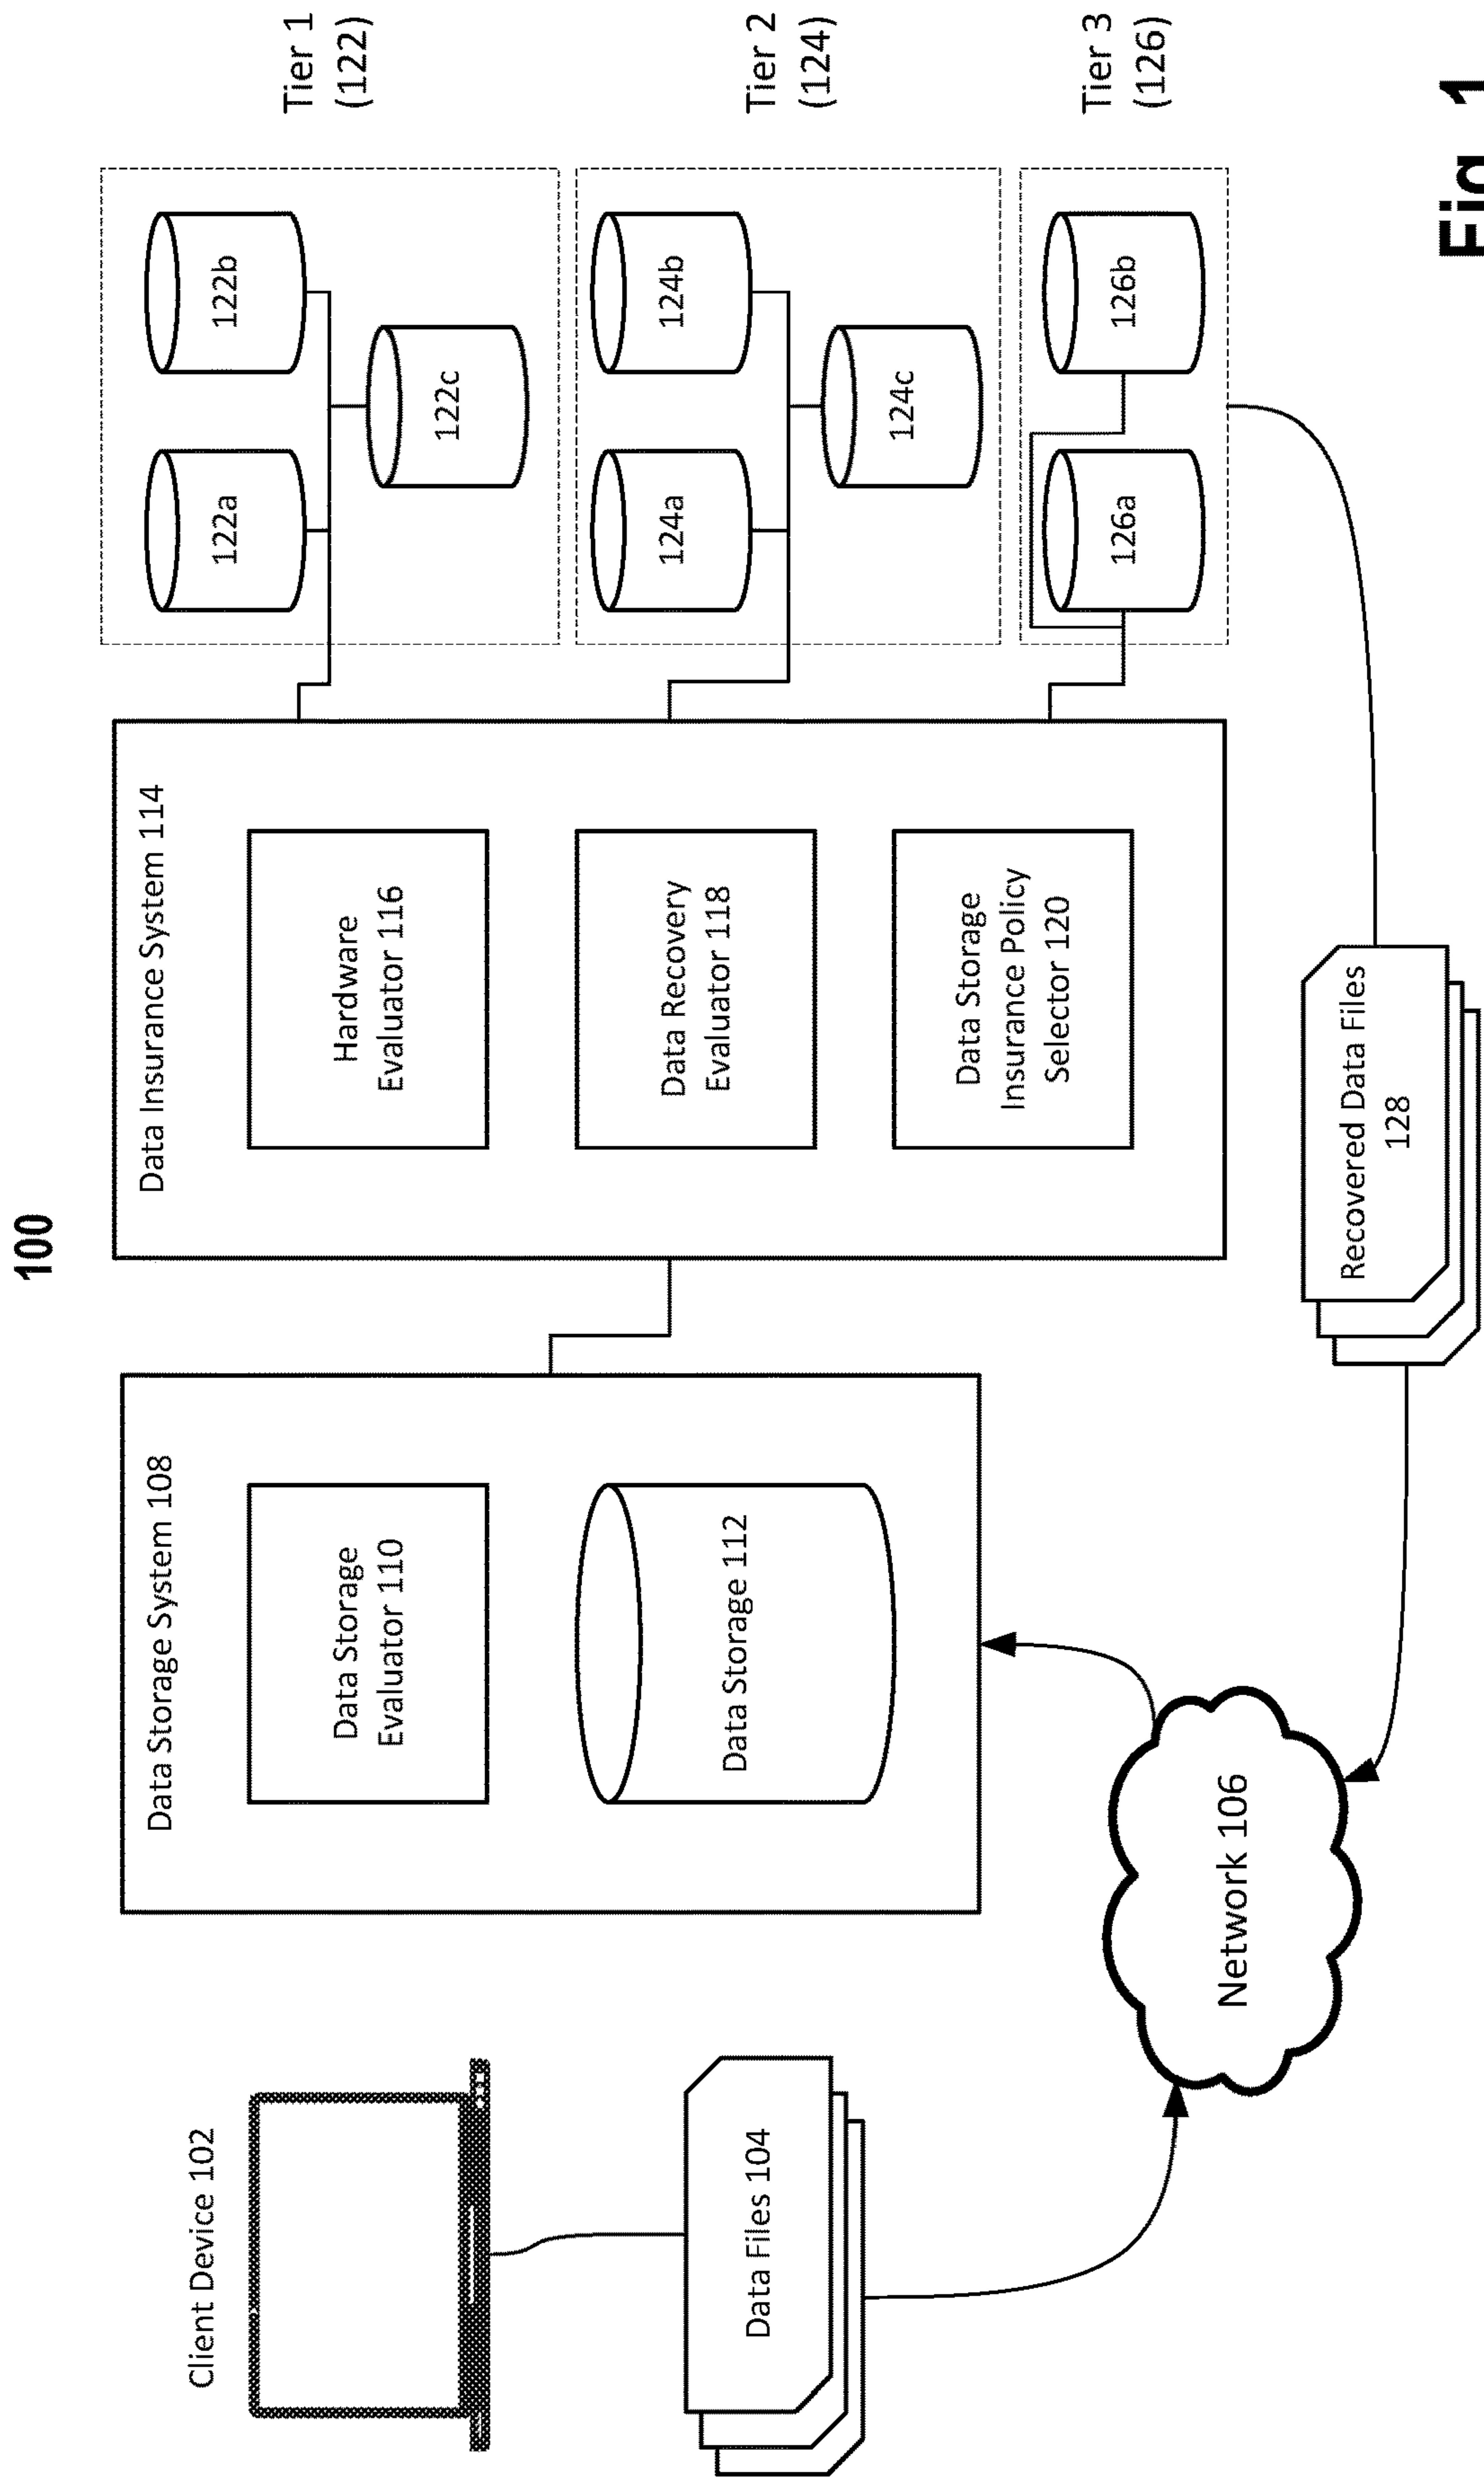 100
Client Device 102
Data Files 104
Network 106
Data Storage System 108
Data Storage
Evaluator 110
Data Storage 112
Data Insurance System 114
Hardware
Evaluator 116
Data Recovery
Evaluator 118
Data Storage
Insurance Policy
Selector 120
122a
122b
122c
Tier 1
(122)
124a
124b
124c
Tier 2
(124)
126a
126b
Tier 3
(126)
Recovered Data Files
128
Fig. 1